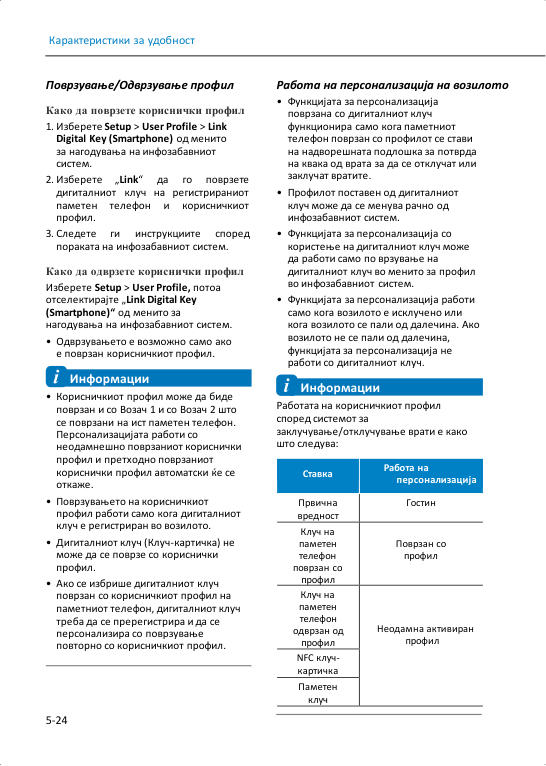 Карактеристики за удобност
Поврзување/Одврзување профил
Како да поврзете кориснички профил
1. Изберете Setup > User Profile > Link
Digital Key (Smartphone) од менито
за нагодувања на инфозабавниот
систем.
2. Изберете „Link“ да го поврзете
дигиталниот клуч на регистрираниот
паметен телефон и корисничкиот
профил.
3. Следете ги инструкциите според
пораката на инфозабавниот систем.
Како да одврзете кориснички профил
Изберете Setup > User Profile, потоа
отселектирајте „Link Digital Key
(Smartphone)“ од менито за
нагодувања на инфозабавниот систем.
• Одврзувањето е возможно само ако
е поврзан корисничкиот профил.
i Информации
• Корисничкиот профил може да биде
поврзан и со Возач 1 и со Возач 2 што
се поврзани на ист паметен телефон.
Персонализацијата работи со
неодамнешно поврзаниот кориснички
профил и претходно поврзаниот
кориснички профил автоматски ќе се
откаже.
• Поврзувањето на корисничкиот
профил работи само кога дигиталниот
клуч е регистриран во возилото.
• Дигиталниот клуч (Клуч-картичка) не
може да се поврзе со кориснички
профил.
• Ако се избрише дигиталниот клуч
поврзан со корисничкиот профил на
паметниот телефон, дигиталниот клуч
треба да се пререгистрира и да се
персонализира со поврзување
повторно со корисничкиот профил.
Работа на персонализација на возилото
• Функцијата за персонализација
поврзана со дигиталниот клуч
функционира само кога паметниот
телефон поврзан со профилот се стави
на надворешната подлошка за потврда
на квака од врата за да се отклучат или
заклучат вратите.
• Профилот поставен од дигиталниот
клуч може да се менува рачно од
инфозабавниот систем.
• Функцијата за персонализација со
користење на дигиталниот клуч може
да работи само по врзување на
дигиталниот клуч во менито за профил
во инфозабавниот систем.
• Функцијата за персонализација работи
само кога возилото е исклучено или
кога возилото се пали од далечина. Ако
возилото не се пали од далечина,
функцијата за персонализација не
работи со дигиталниот клуч.
i Информации
Работата на корисничкиот профил
според системот за
заклучување/отклучување врати е како
што следува:
Ставка
Работа на
персонализација
Првична
вредност
Гостин
Клуч на
паметен
телефон
поврзан со
профил
Поврзан со
профил
Клуч на
паметен
телефон
одврзан од
профил
Неодамна активиран
профил
NFC клуч-
картичка
Паметен
клуч
5-24